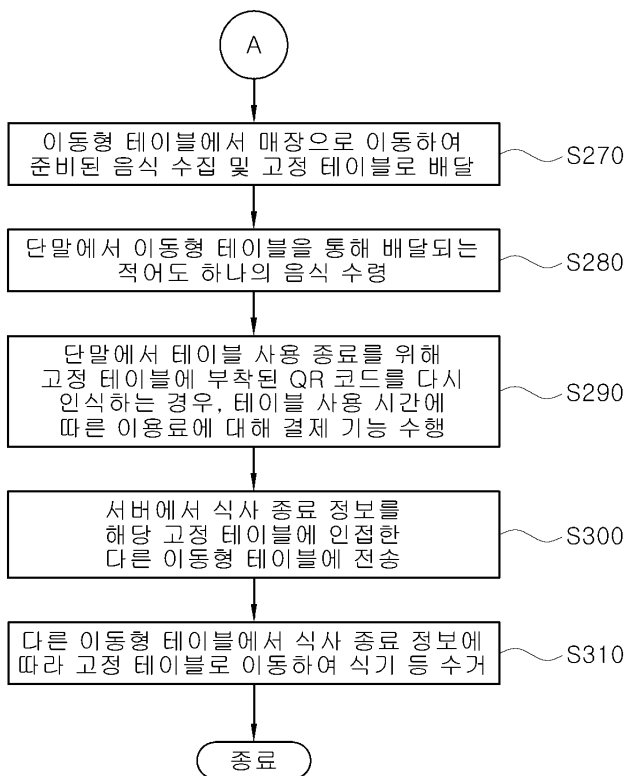 A
이동형 테이블에서 매장으로 이동하여
준비된 음식 수집 및 고정 테이블로 배달
S270
단말에서 이동형 테이블을 통해 배달되는
적어도 하나의 음식 수령
S280
단말에서 테이블 사용 종료를 위해
고정 테이블에 부착된 QR 코드를 다시
인식하는 경우, 테이블 사용 시간에
따른 이용료에 대해 결제 기능 수행
S290
서버에서 식사 종료 정보를
해당 고정 테이블에 인접한
다른 이동형 테이블에 전송
S300
다른 이동형 테이블에서 식사 종료 정보에
따라 고정 테이블로 이동하여 식기 등 수거
S310
종료